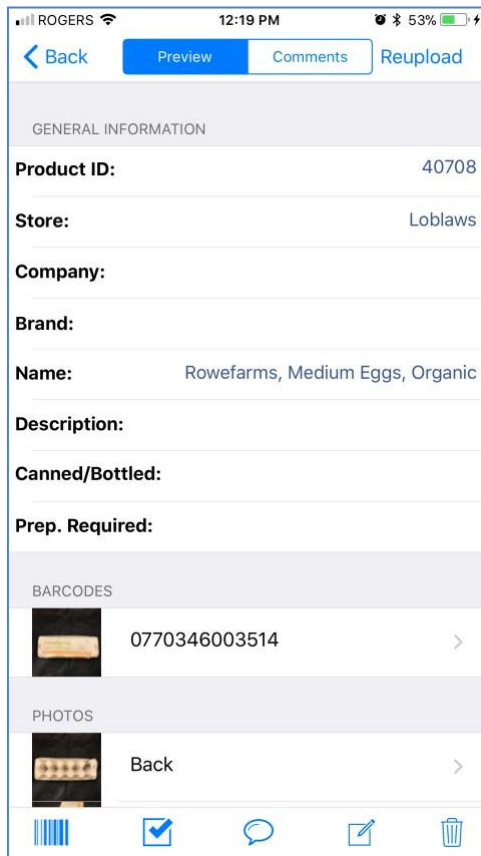 ROGERS 12:19 PM 53%
Back Preview Comments Reupload
GENERAL INFORMATION
Product ID: 40708
Store: Loblaws
Company:
Brand:
Name: Rowefarms, Medium Eggs, Organic
Description:
Canned/Bottled:
Prep. Required:
BARCODES
0770346003514
PHOTOS
Back